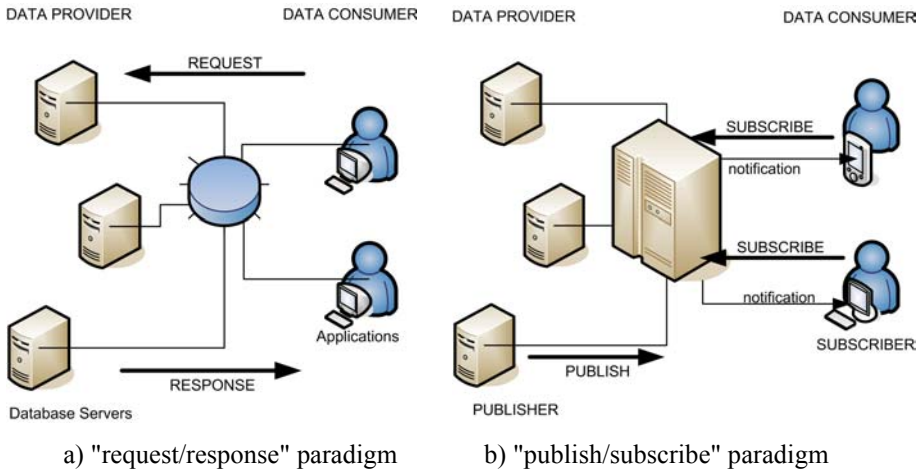 DATA PROVIDER
DATA CONSUMER
REQUEST
Applications
RESPONSE
Database Servers
a) "request/response" paradigm
DATA PROVIDER
DATA CONSUMER
SUBSCRIBE
notification
SUBSCRIBE
notification
SUBSCRIBER
PUBLISH
PUBLISHER
b) "publish/subscribe" paradigm